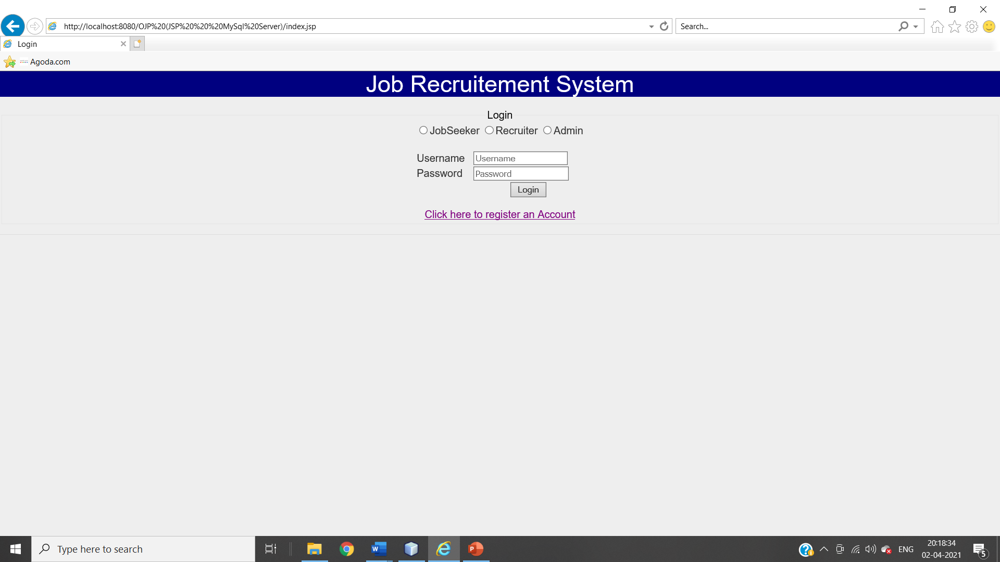 http://localhost:8080/OJP%20(JSP%20%20%20MySql%20Server)/index.jsp
Search...
Login
Agoda.com
Job Recruitement System
Login
JobSeeker Recruiter Admin
Username Username
Password Password
Login
Click here to register an Account
Type here to search
ENG
20:18:34
02-04-2021
5